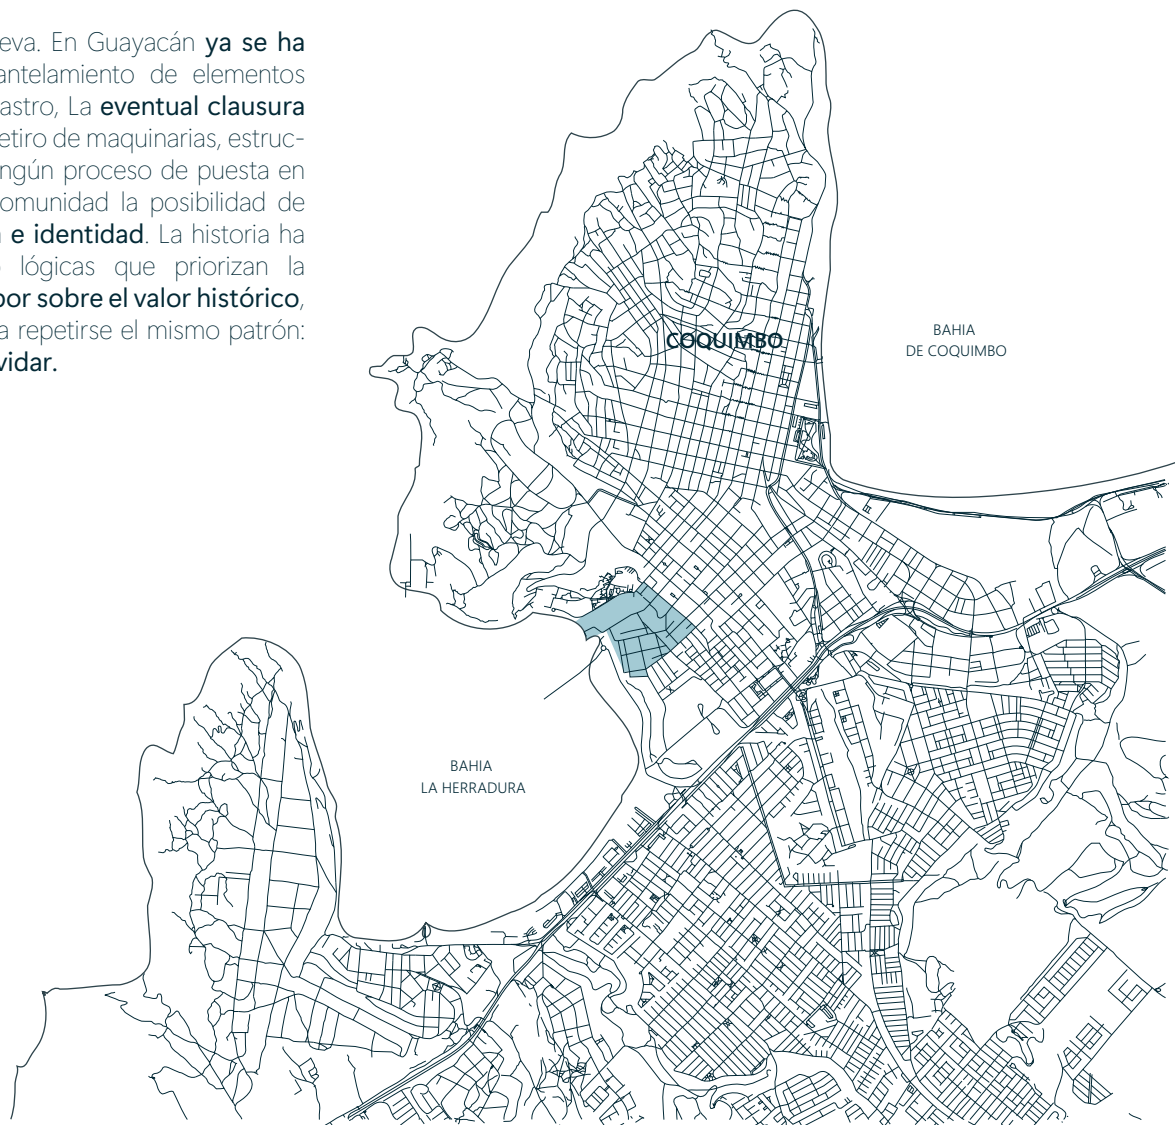 eva. En Guayacán ya se ha
antelamiento de elementos
astro, La eventual clausura
etiro de maquinarias, estruc-
ngún proceso de puesta en
omunidad la posibilidad de
e identidad. La historia ha
lógicas que priorizan la
por sobre el valor histórico,
a repetirse el mismo patrón:
vidar.
COQUIMBO
BAHIA
DE COQUIMBO
BAHIA
LA HERRADURA